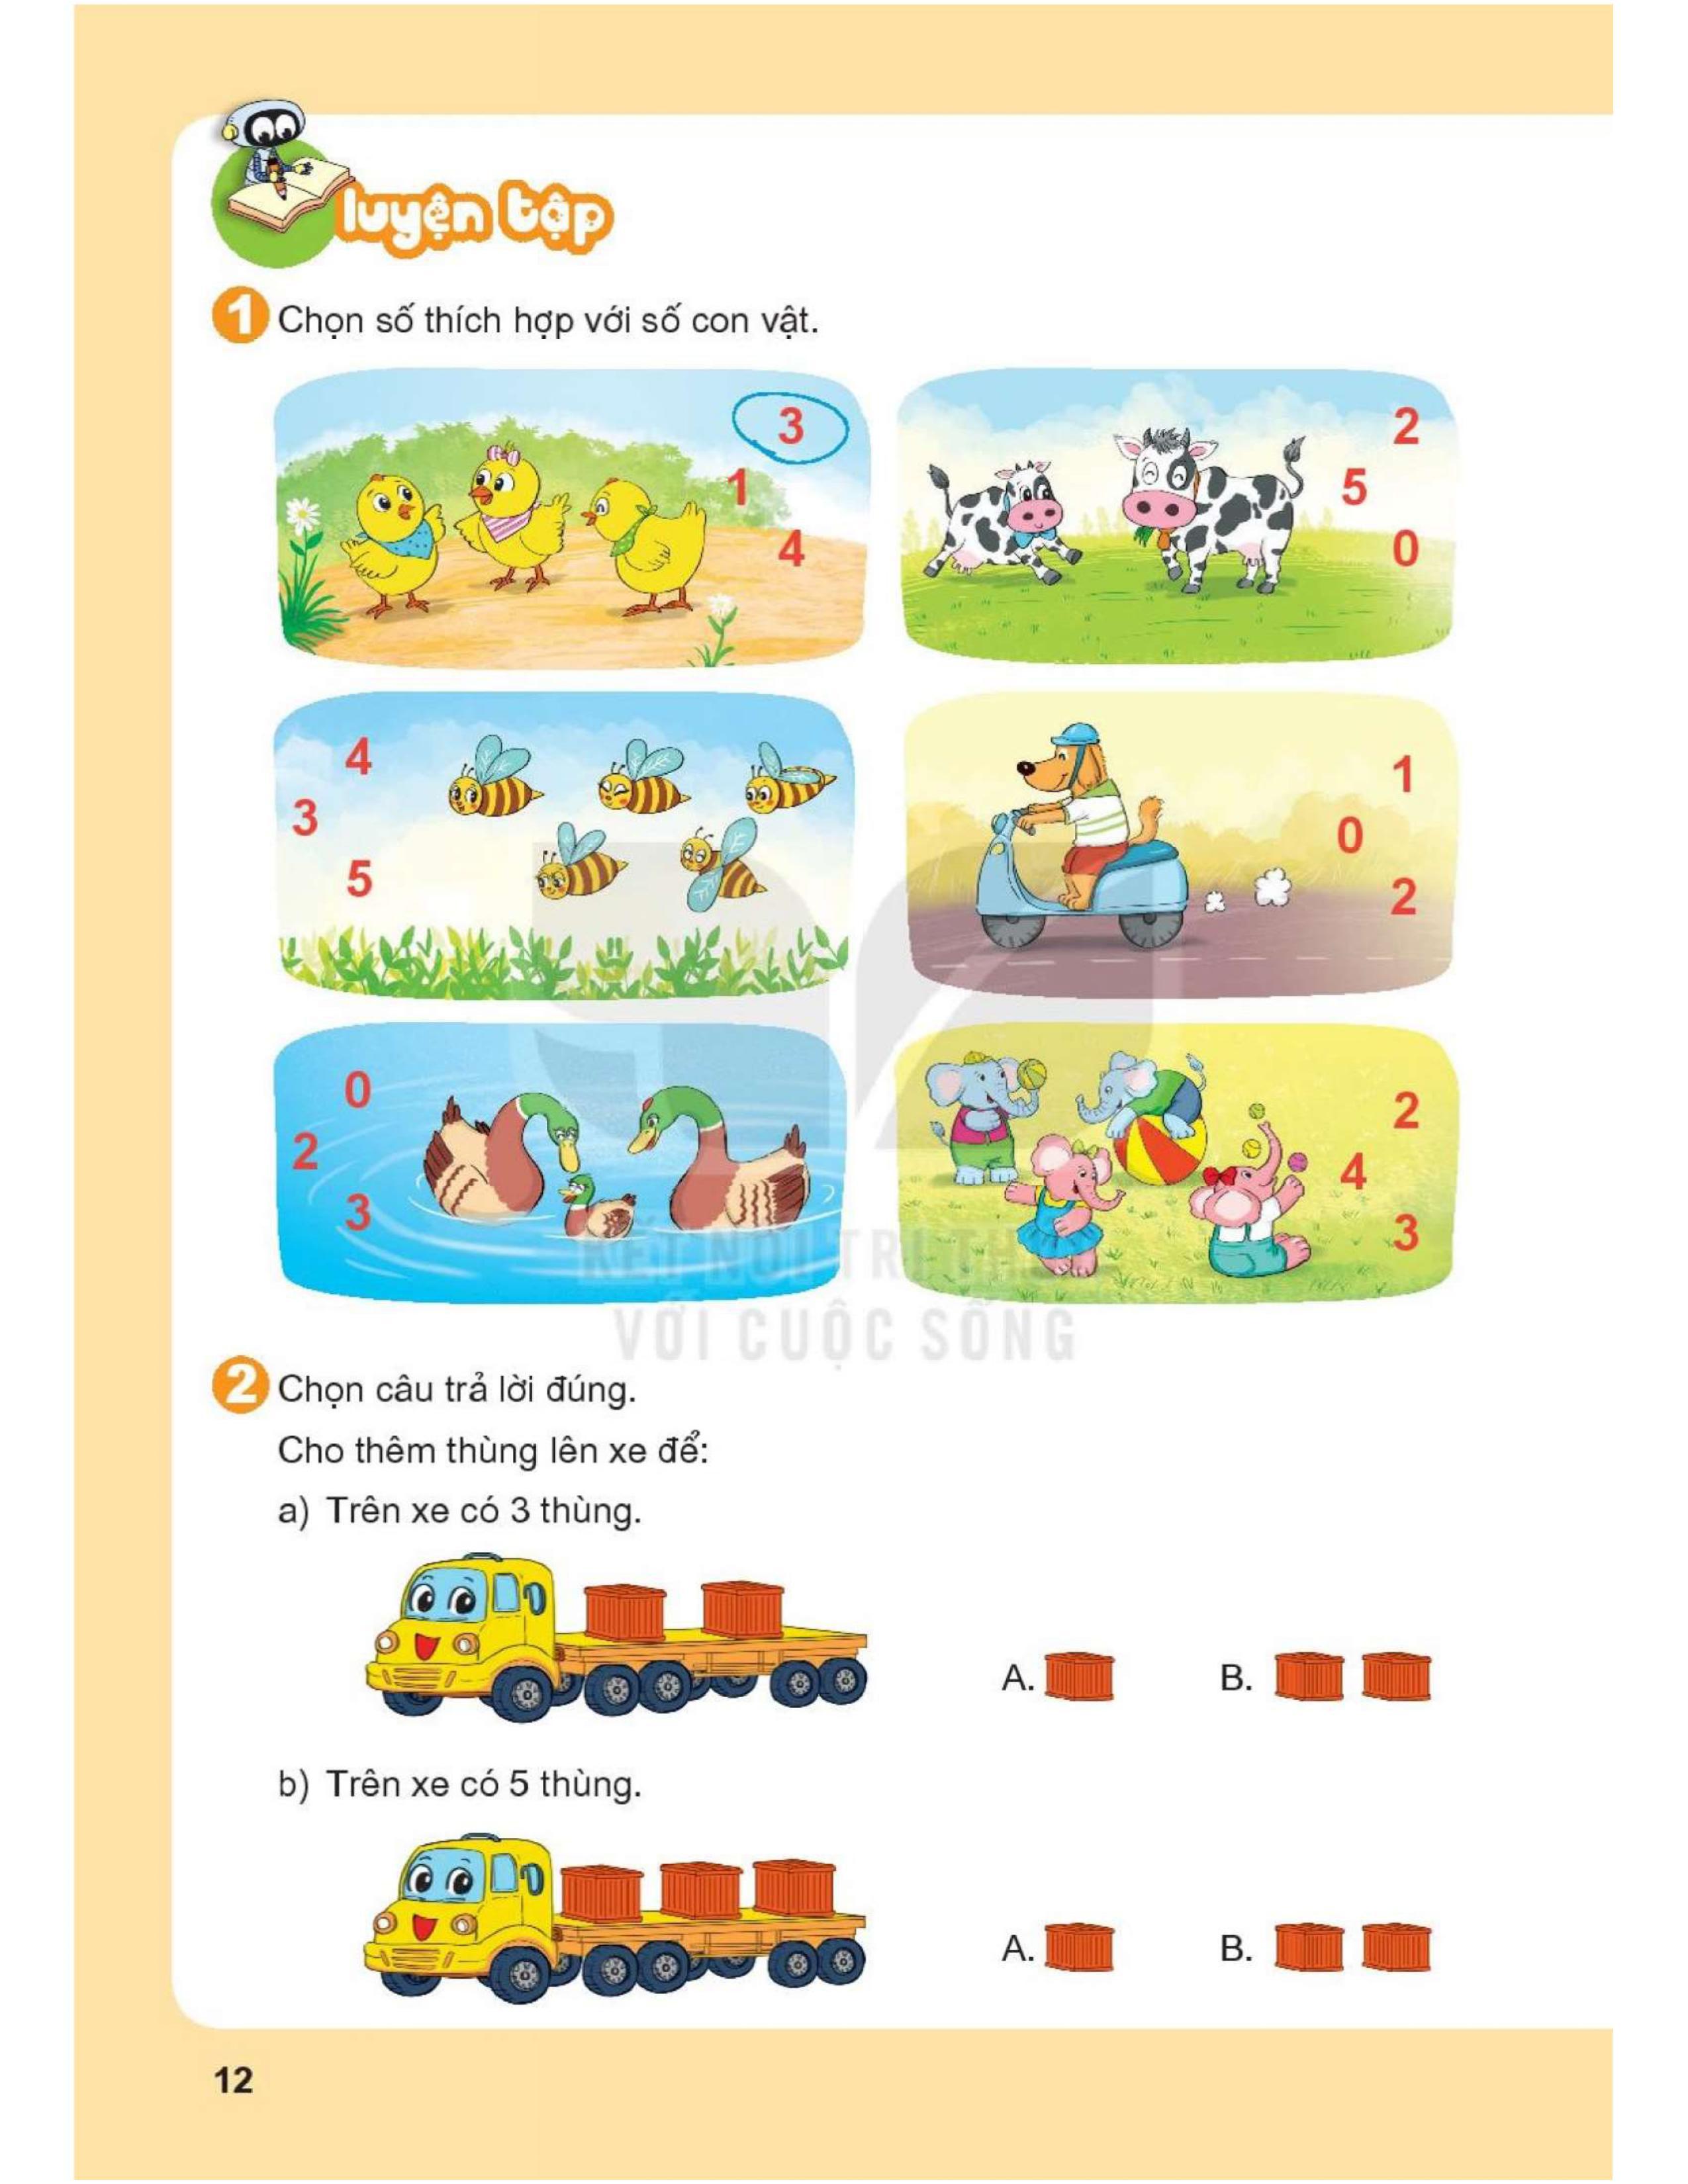 luyện tập
1 Chọn số thích hợp với số con vật.
3
1
4
2
5
0
4
3
5
1
0
2
0
2
3
2
4
3
KẾT NỐI TRI THỨC
VỚI CUỘC SỐNG
2 Chọn câu trả lời đúng.
Cho thêm thùng lên xe để:
a) Trên xe có 3 thùng.
A. B.
b) Trên xe có 5 thùng.
A. B.
12